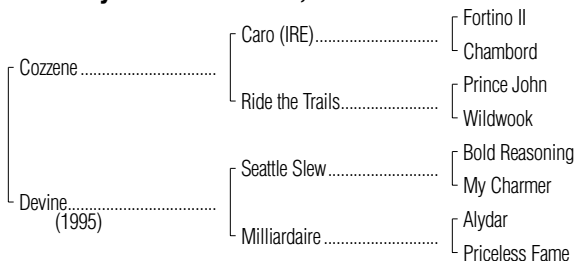 Fortino II
Caro (IRE)..................................
Chambord
Cozzene....................................
Prince John
Ride the Trails...........................
Wildwook
Bold Reasoning
Seattle Slew..............................
My Charmer
Devine.......................................
(1995)
Alydar
Milliardaire...............................
Priceless Fame